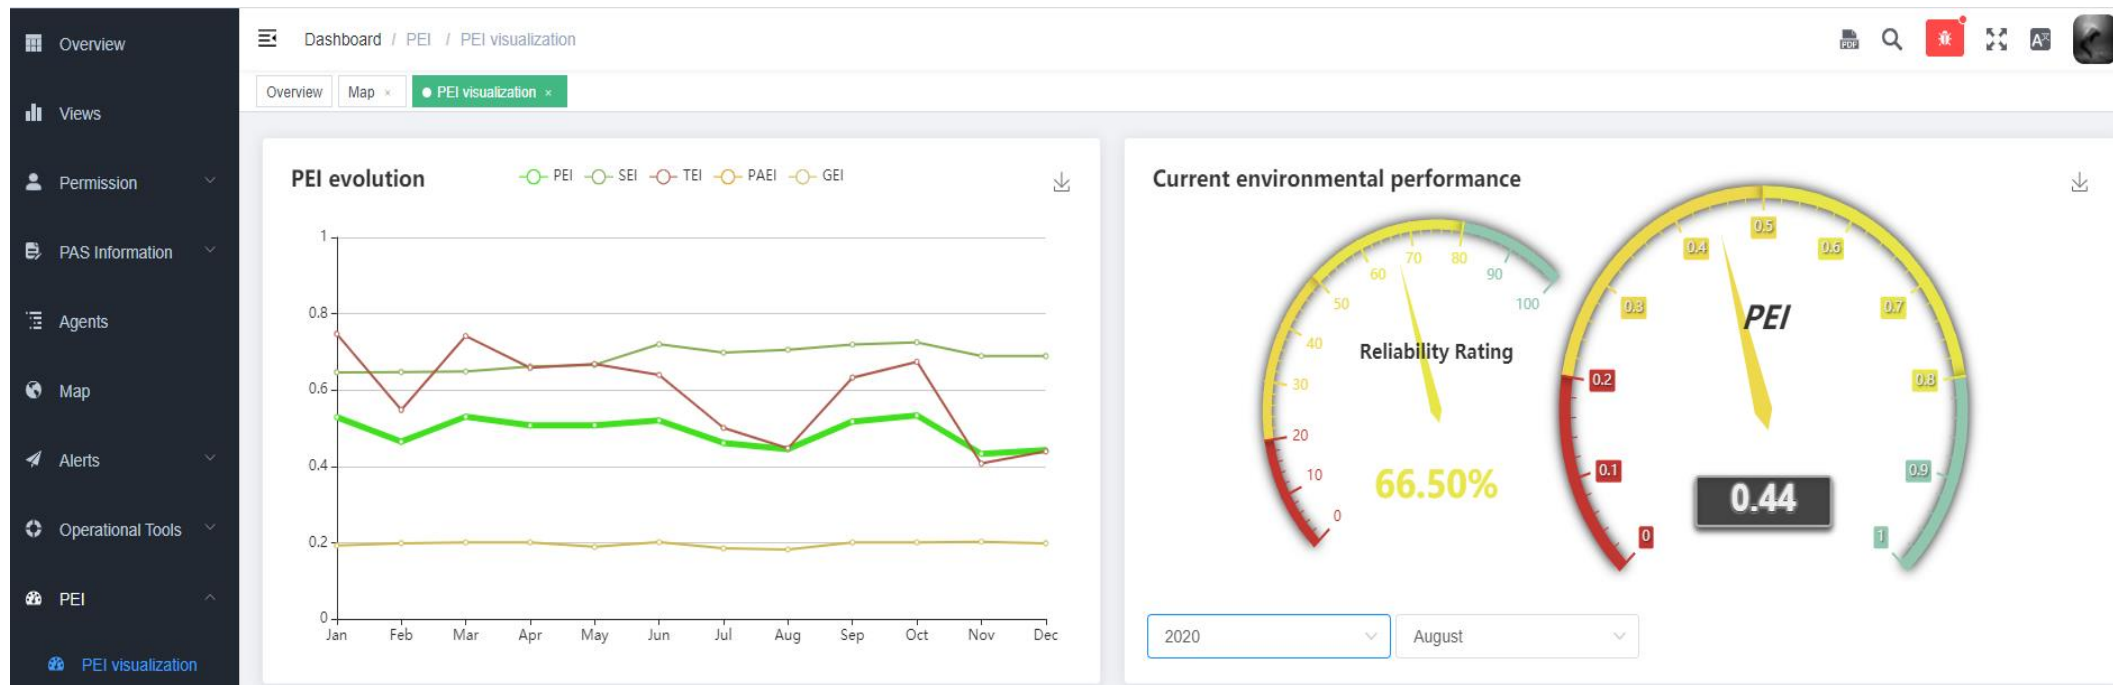 Overview
Views
Permission
PAS Information
Agents
Map
Alerts
Operational Tools
PEI
PEI visualization
Dashboard / PEI / PEI visualization
PDF
A文
Overview
Map ×
PEI visualization ×
PEI evolution
PEI SEI TEI PAEI GEI
1
0.8
0.6
0.4
0.2
0
Jan Feb Mar Apr May Jun Jul Aug Sep Oct Nov Dec
Current environmental performance
0 10 20 30 40 50 60 70 80 90 100
Reliability Rating
66.50%
0 0.1 0.2 0.3 0.4 0.5 0.6 0.7 0.8 0.9 1
PEI
0.44
2020
August